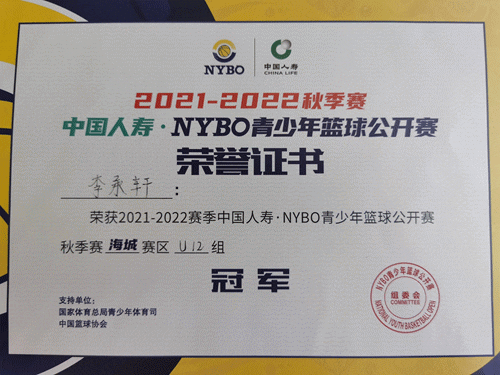 NYBO
中国人寿
CHINA LIFE
2021-2022秋季赛
中国人寿·NYBO青少年篮球公开赛
荣誉证书
李承轩：
荣获2021-2022赛季中国人寿·NYBO青少年篮球公开赛
秋季赛 海城 赛区 U12 组
冠军
支持单位：
国家体育总局青少年体育司
中国篮球协会
NYBO青少年篮球公开赛
组委会
COMMITTEE
NATIONAL YOUTH BASKETBALL OPEN